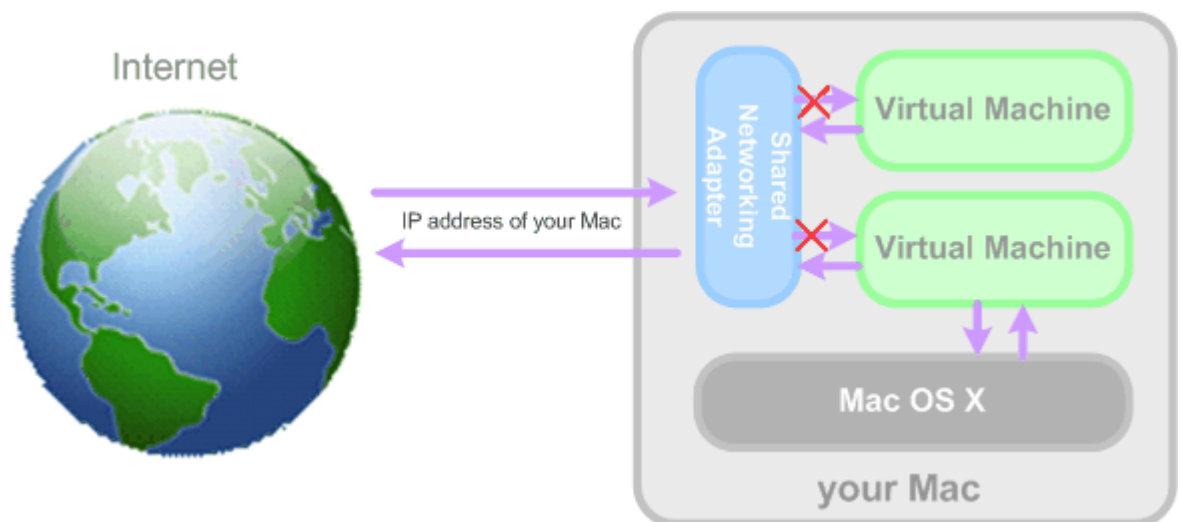 Internet
IP address of your Mac
Shared
Networking
Adapter
Virtual Machine
Virtual Machine
Mac OS X
your Mac